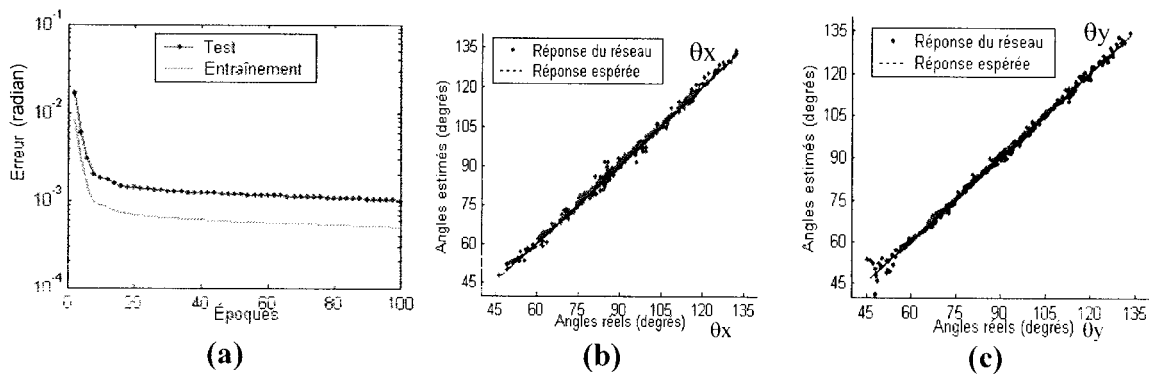 10⁻¹
10⁻²
10⁻³
10⁻⁴
Erreur (radian)
Test
Entraînement
0 20 40 60 80 100
Époques
(a)
135
120
105
90
75
60
45
Angles estimés (degrés)
Réponse du réseau
Réponse espérée
θx
45 60 75 90 105 120 135
Angles réels (degrés)
θx
(b)
135
120
105
90
75
60
45
Angles estimés (degrés)
Réponse du réseau
Réponse espérée
θy
45 60 75 90 105 120 135
Angles réels (degrés)
θy
(c)